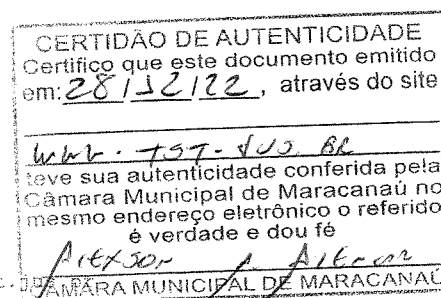 CERTIDÃO DE AUTENTICIDADE
Certifico que este documento emitido
em: 28/12/22, através do site
www.tst.jus.br
teve sua autenticidade conferida pela
Câmara Municipal de Maracanaú no
mesmo endereço eletrônico o referido
é verdade e dou fé
CÂMARA MUNICIPAL DE MARACANAÚ